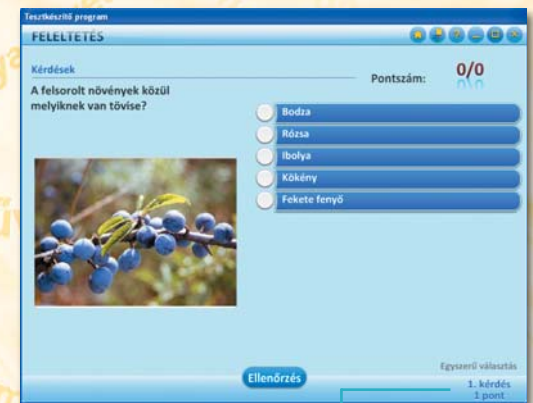 Tesztkészítő program
FELELTETÉS
Kérdések
Pontszám:
0/0
A felsorolt növények közül
melyiknek van tövise?
Bodza
Rózsa
Ibolya
Kökény
Fekete fenyő
Egyszerű választás
Ellenőrzés
1. kérdés
1 pont